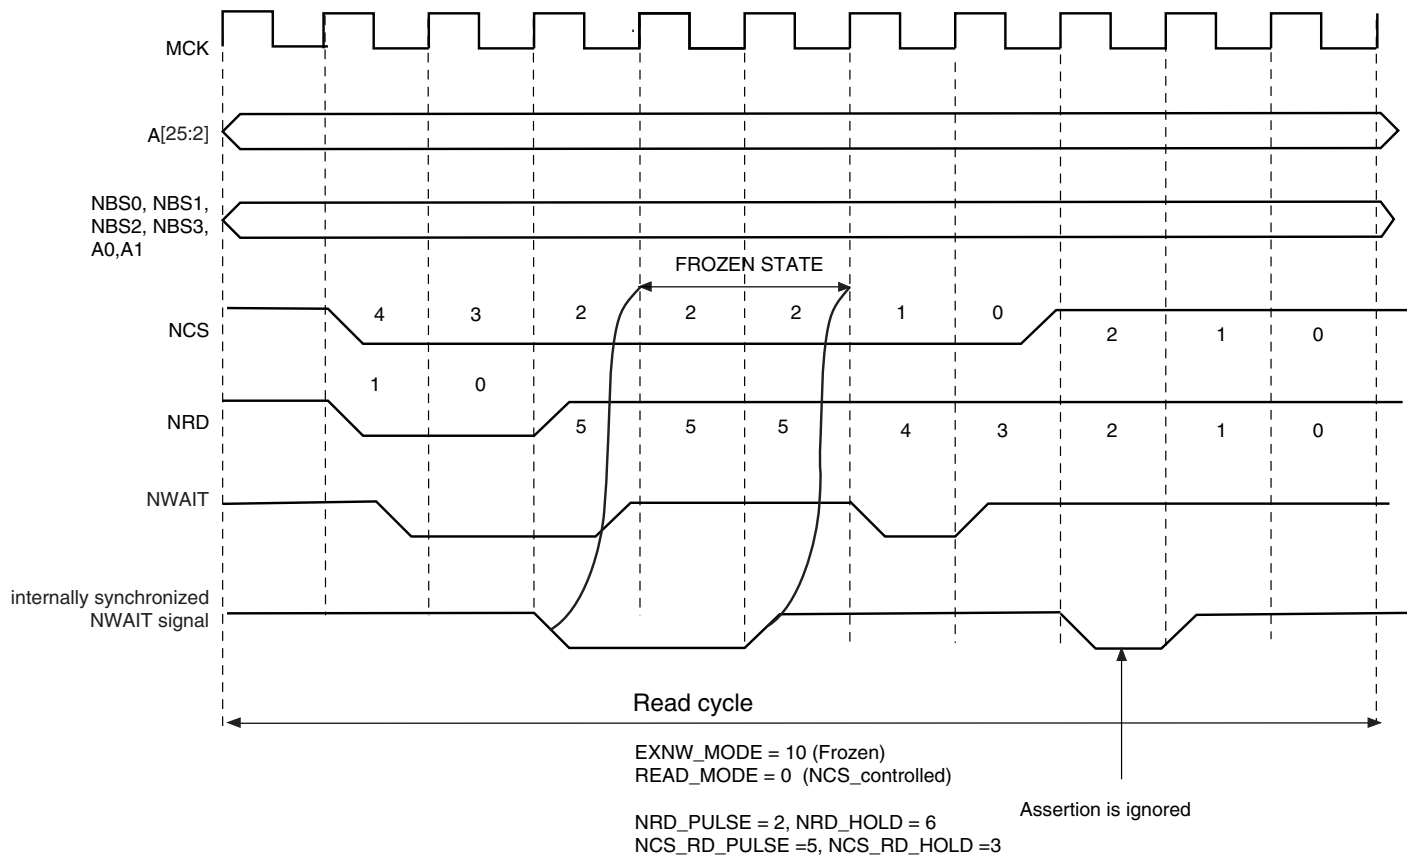 MCK
A[25:2]
NBS0, NBS1,
NBS2, NBS3,
A0,A1
FROZEN STATE
NCS
4 3 2 2 2 1 0
2 1 0
NRD
1 0
5 5 5 4 3 2 1 0
NWAIT
internally synchronized
NWAIT signal
Read cycle
EXNW_MODE = 10 (Frozen)
READ_MODE = 0 (NCS_controlled)
Assertion is ignored
NRD_PULSE = 2, NRD_HOLD = 6
NCS_RD_PULSE =5, NCS_RD_HOLD =3